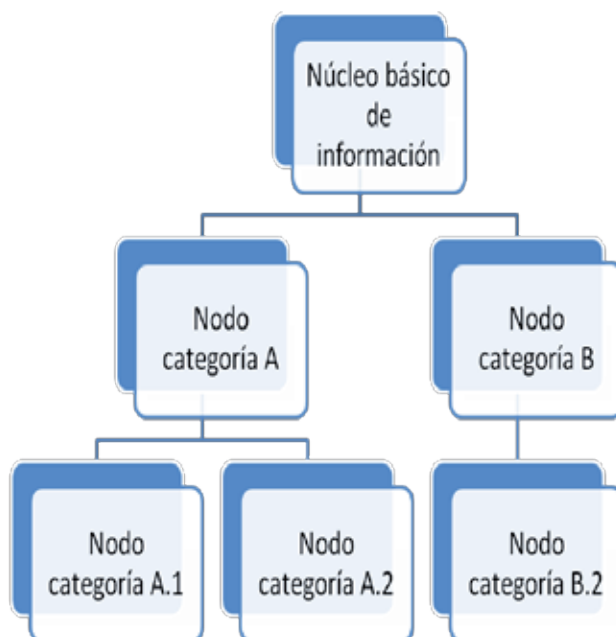 Núcleo básico
de
información
Nodo
categoría A
Nodo
categoría B
Nodo
categoría A.1
Nodo
categoría A.2
Nodo
categoría B.2